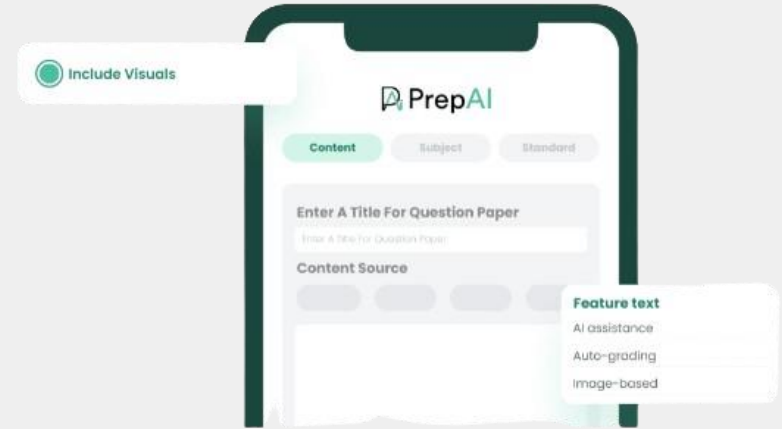 Include Visuals
PrepAI
Content Subject Standard
Enter A Title For Question Paper
Enter A Title For Question Paper
Content Source
Feature text
AI assistance
Auto-grading
Image-based